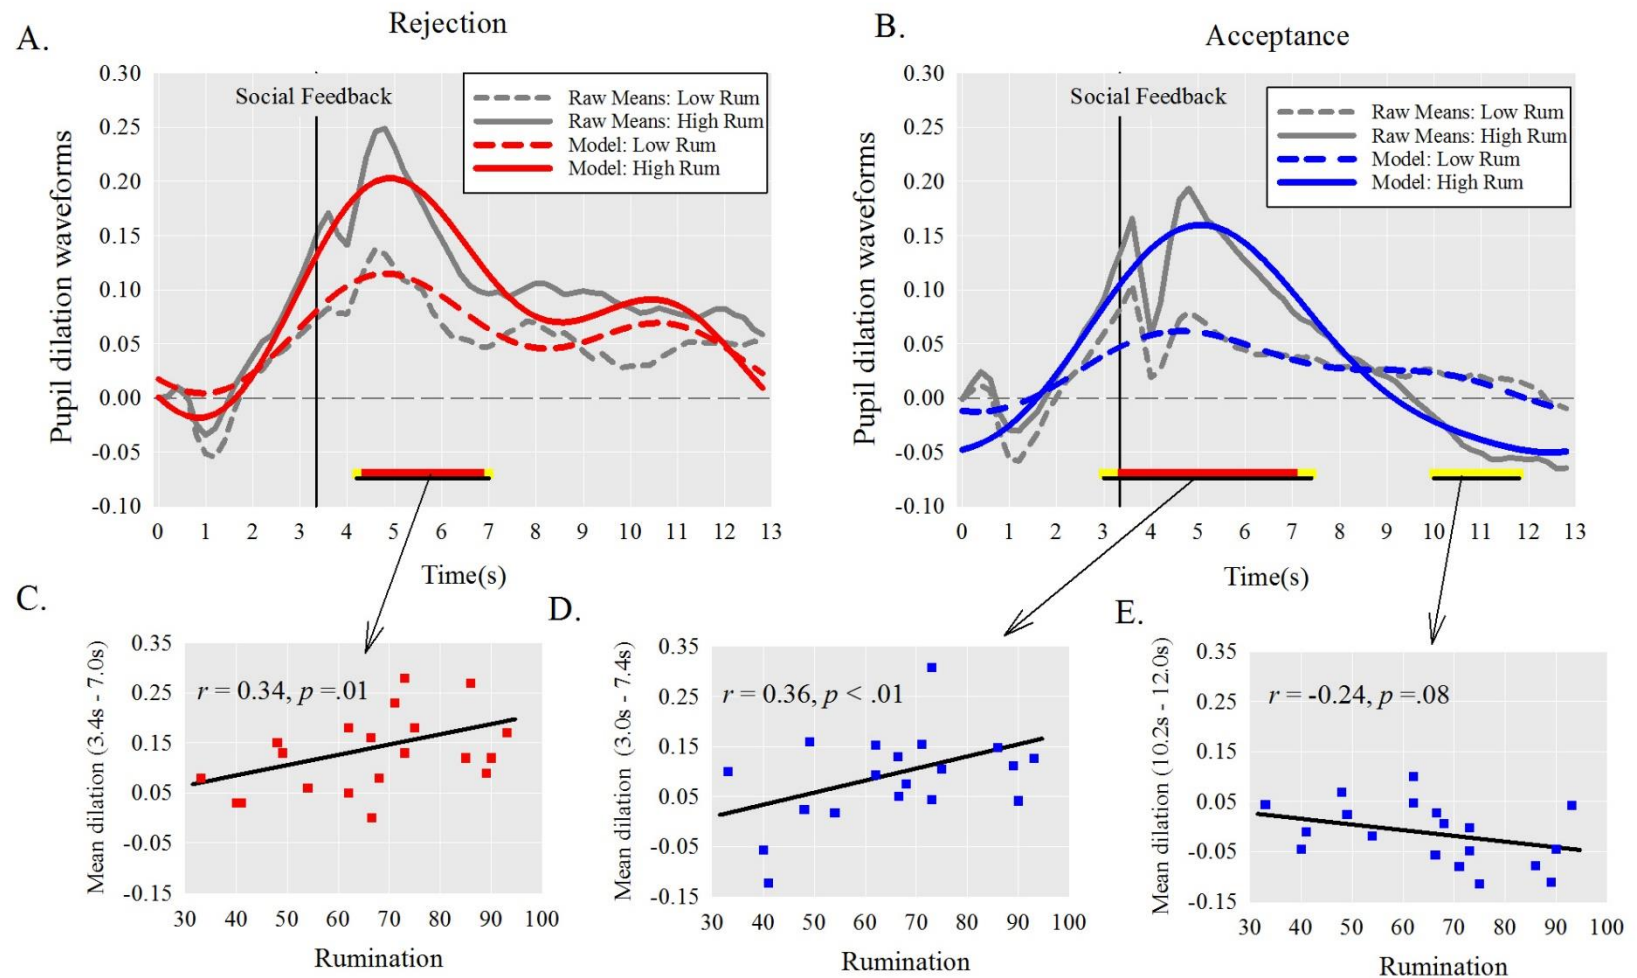 A.
Rejection
0.30
0.25
0.20
0.15
0.10
0.05
0.00
-0.05
-0.10
Pupil dilation waveforms
Social Feedback
Raw Means: Low Rum
Raw Means: High Rum
Model: Low Rum
Model: High Rum
0 1 2 3 4 5 6 7 8 9 10 11 12 13
Time(s)
B.
Acceptance
0.30
0.25
0.20
0.15
0.10
0.05
0.00
-0.05
-0.10
Pupil dilation waveforms
Social Feedback
Raw Means: Low Rum
Raw Means: High Rum
Model: Low Rum
Model: High Rum
0 1 2 3 4 5 6 7 8 9 10 11 12 13
Time(s)
C.
0.35
0.25
0.15
0.05
-0.05
-0.15
Mean dilation (3.4s - 7.0s)
r = 0.34, p =.01
30 40 50 60 70 80 90 100
Rumination
D.
0.35
0.25
0.15
0.05
-0.05
-0.15
Mean dilation (3.0s - 7.4s)
r = 0.36, p < .01
30 40 50 60 70 80 90 100
Rumination
E.
0.35
0.25
0.15
0.05
-0.05
-0.15
Mean dilation (10.2s - 12.0s)
r = -0.24, p =.08
30 40 50 60 70 80 90 100
Rumination